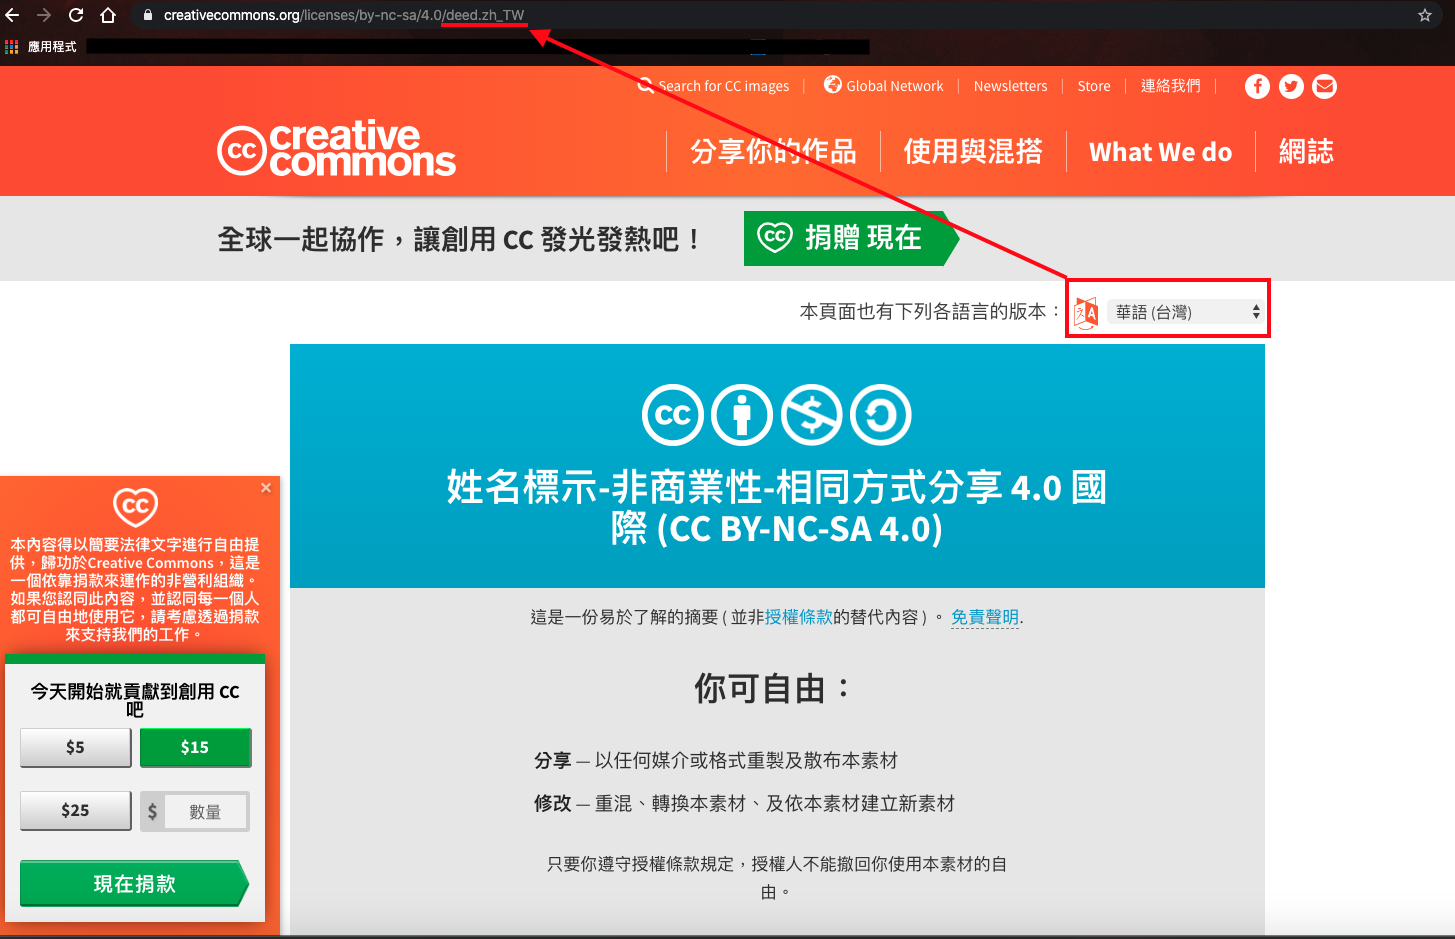 creativecommons.org/licenses/by-nc-sa/4.0/deed.zh_TW
應用程式
Search for CC images
Global Network
Newsletters
Store
連絡我們
cc creative commons
分享你的作品
使用與混搭
What We do
網誌
全球一起協作，讓創用 CC 發光發熱吧！
cc 捐贈 現在
本頁面也有下列各語言的版本：
華語 (台灣)
cc
姓名標示-非商業性-相同方式分享 4.0 國
際 (CC BY-NC-SA 4.0)
這是一份易於了解的摘要 ( 並非授權條款的替代內容 ) 。 免責聲明.
你可自由：
分享 — 以任何媒介或格式重製及散布本素材
修改 — 重混、轉換本素材、及依本素材建立新素材
只要你遵守授權條款規定，授權人不能撤回你使用本素材的自
由。
×
cc
本內容得以簡要法律文字進行自由提
供，歸功於Creative Commons，這是
一個依靠捐款來運作的非營利組織。
如果您認同此內容，並認同每一個人
都可自由地使用它，請考慮透過捐款
來支持我們的工作。
今天開始就貢獻到創用 CC
吧
$5
$15
$25
$ 數量
現在捐款